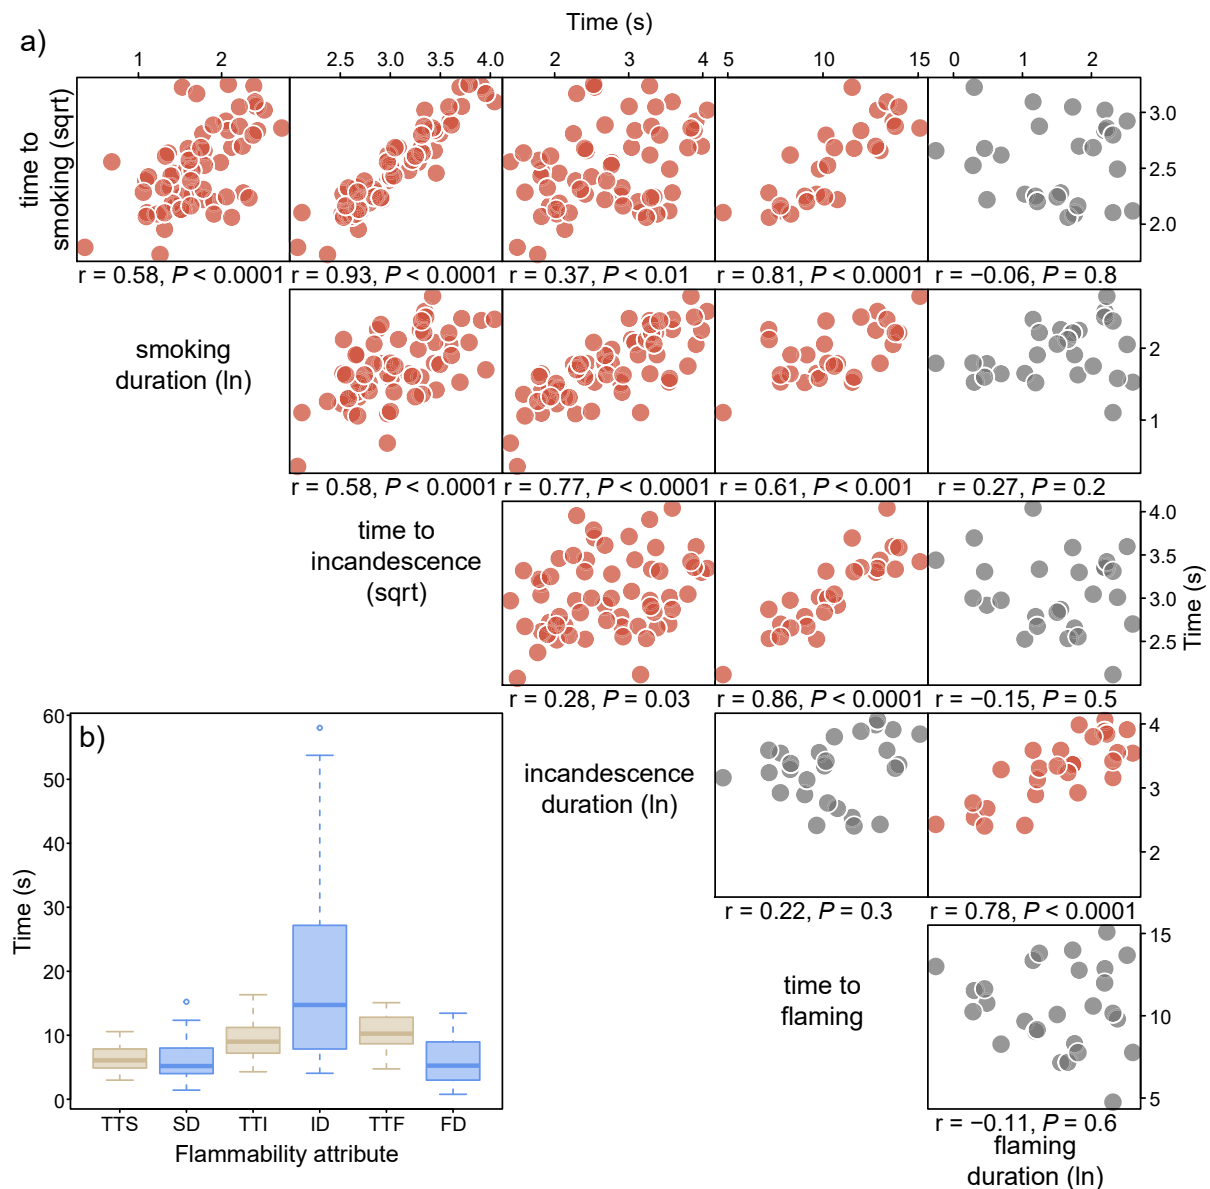 Time (s)
a)
1 2 2.5 3.0 3.5 4.0 2 3 4 5 10 15 0 1 2
time to
smoking (sqrt)
3.0
2.5
2.0
r = 0.58, P < 0.0001 r = 0.93, P < 0.0001 r = 0.37, P < 0.01 r = 0.81, P < 0.0001 r = −0.06, P = 0.8
smoking
duration (ln)
2
1
r = 0.58, P < 0.0001 r = 0.77, P < 0.0001 r = 0.61, P < 0.001 r = 0.27, P = 0.2
time to
incandescence
(sqrt)
4.0
3.5
3.0
2.5
Time (s)
r = 0.28, P = 0.03 r = 0.86, P < 0.0001 r = −0.15, P = 0.5
incandescence
duration (ln)
4
3
2
r = 0.22, P = 0.3 r = 0.78, P < 0.0001
time to
flaming
15
10
5
r = −0.11, P = 0.6
flaming
duration (ln)
b)
Time (s)
60
50
40
30
20
10
0
TTS SD TTI ID TTF FD
Flammability attribute